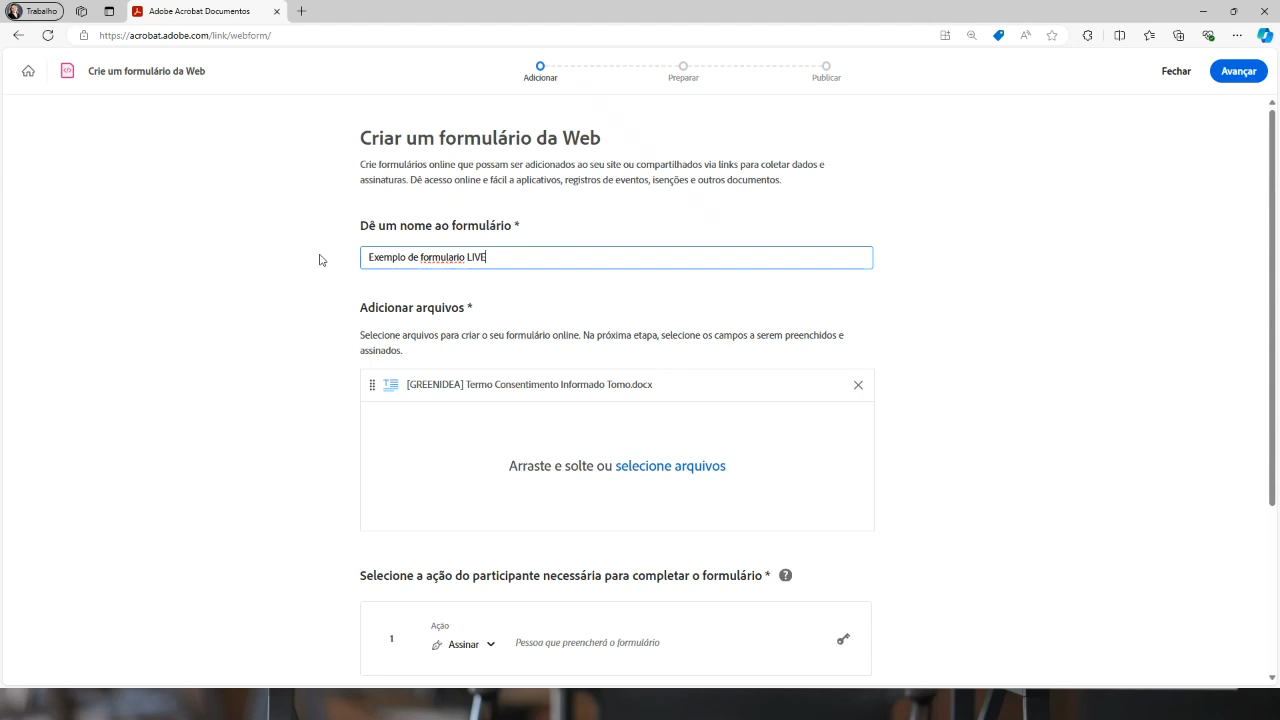 Trabalho
Adobe Acrobat Documentos
https://acrobat.adobe.com/link/webform/
Crie um formulário da Web
Adicionar
Preparar
Publicar
Fechar
Avançar
Criar um formulário da Web
Crie formulários online que possam ser adicionados ao seu site ou compartilhados via links para coletar dados e
assinaturas. Dê acesso online e fácil a aplicativos, registros de eventos, isenções e outros documentos.
Dê um nome ao formulário *
Exemplo de formulario LIVE
Adicionar arquivos *
Selecione arquivos para criar o seu formulário online. Na próxima etapa, selecione os campos a serem preenchidos e
assinados.
[GREENIDEA] Termo Consentimento Informado Tomo.docx
Arraste e solte ou selecione arquivos
Selecione a ação do participante necessária para completar o formulário * ?
Ação
1
Assinar
Pessoa que preencherá o formulário